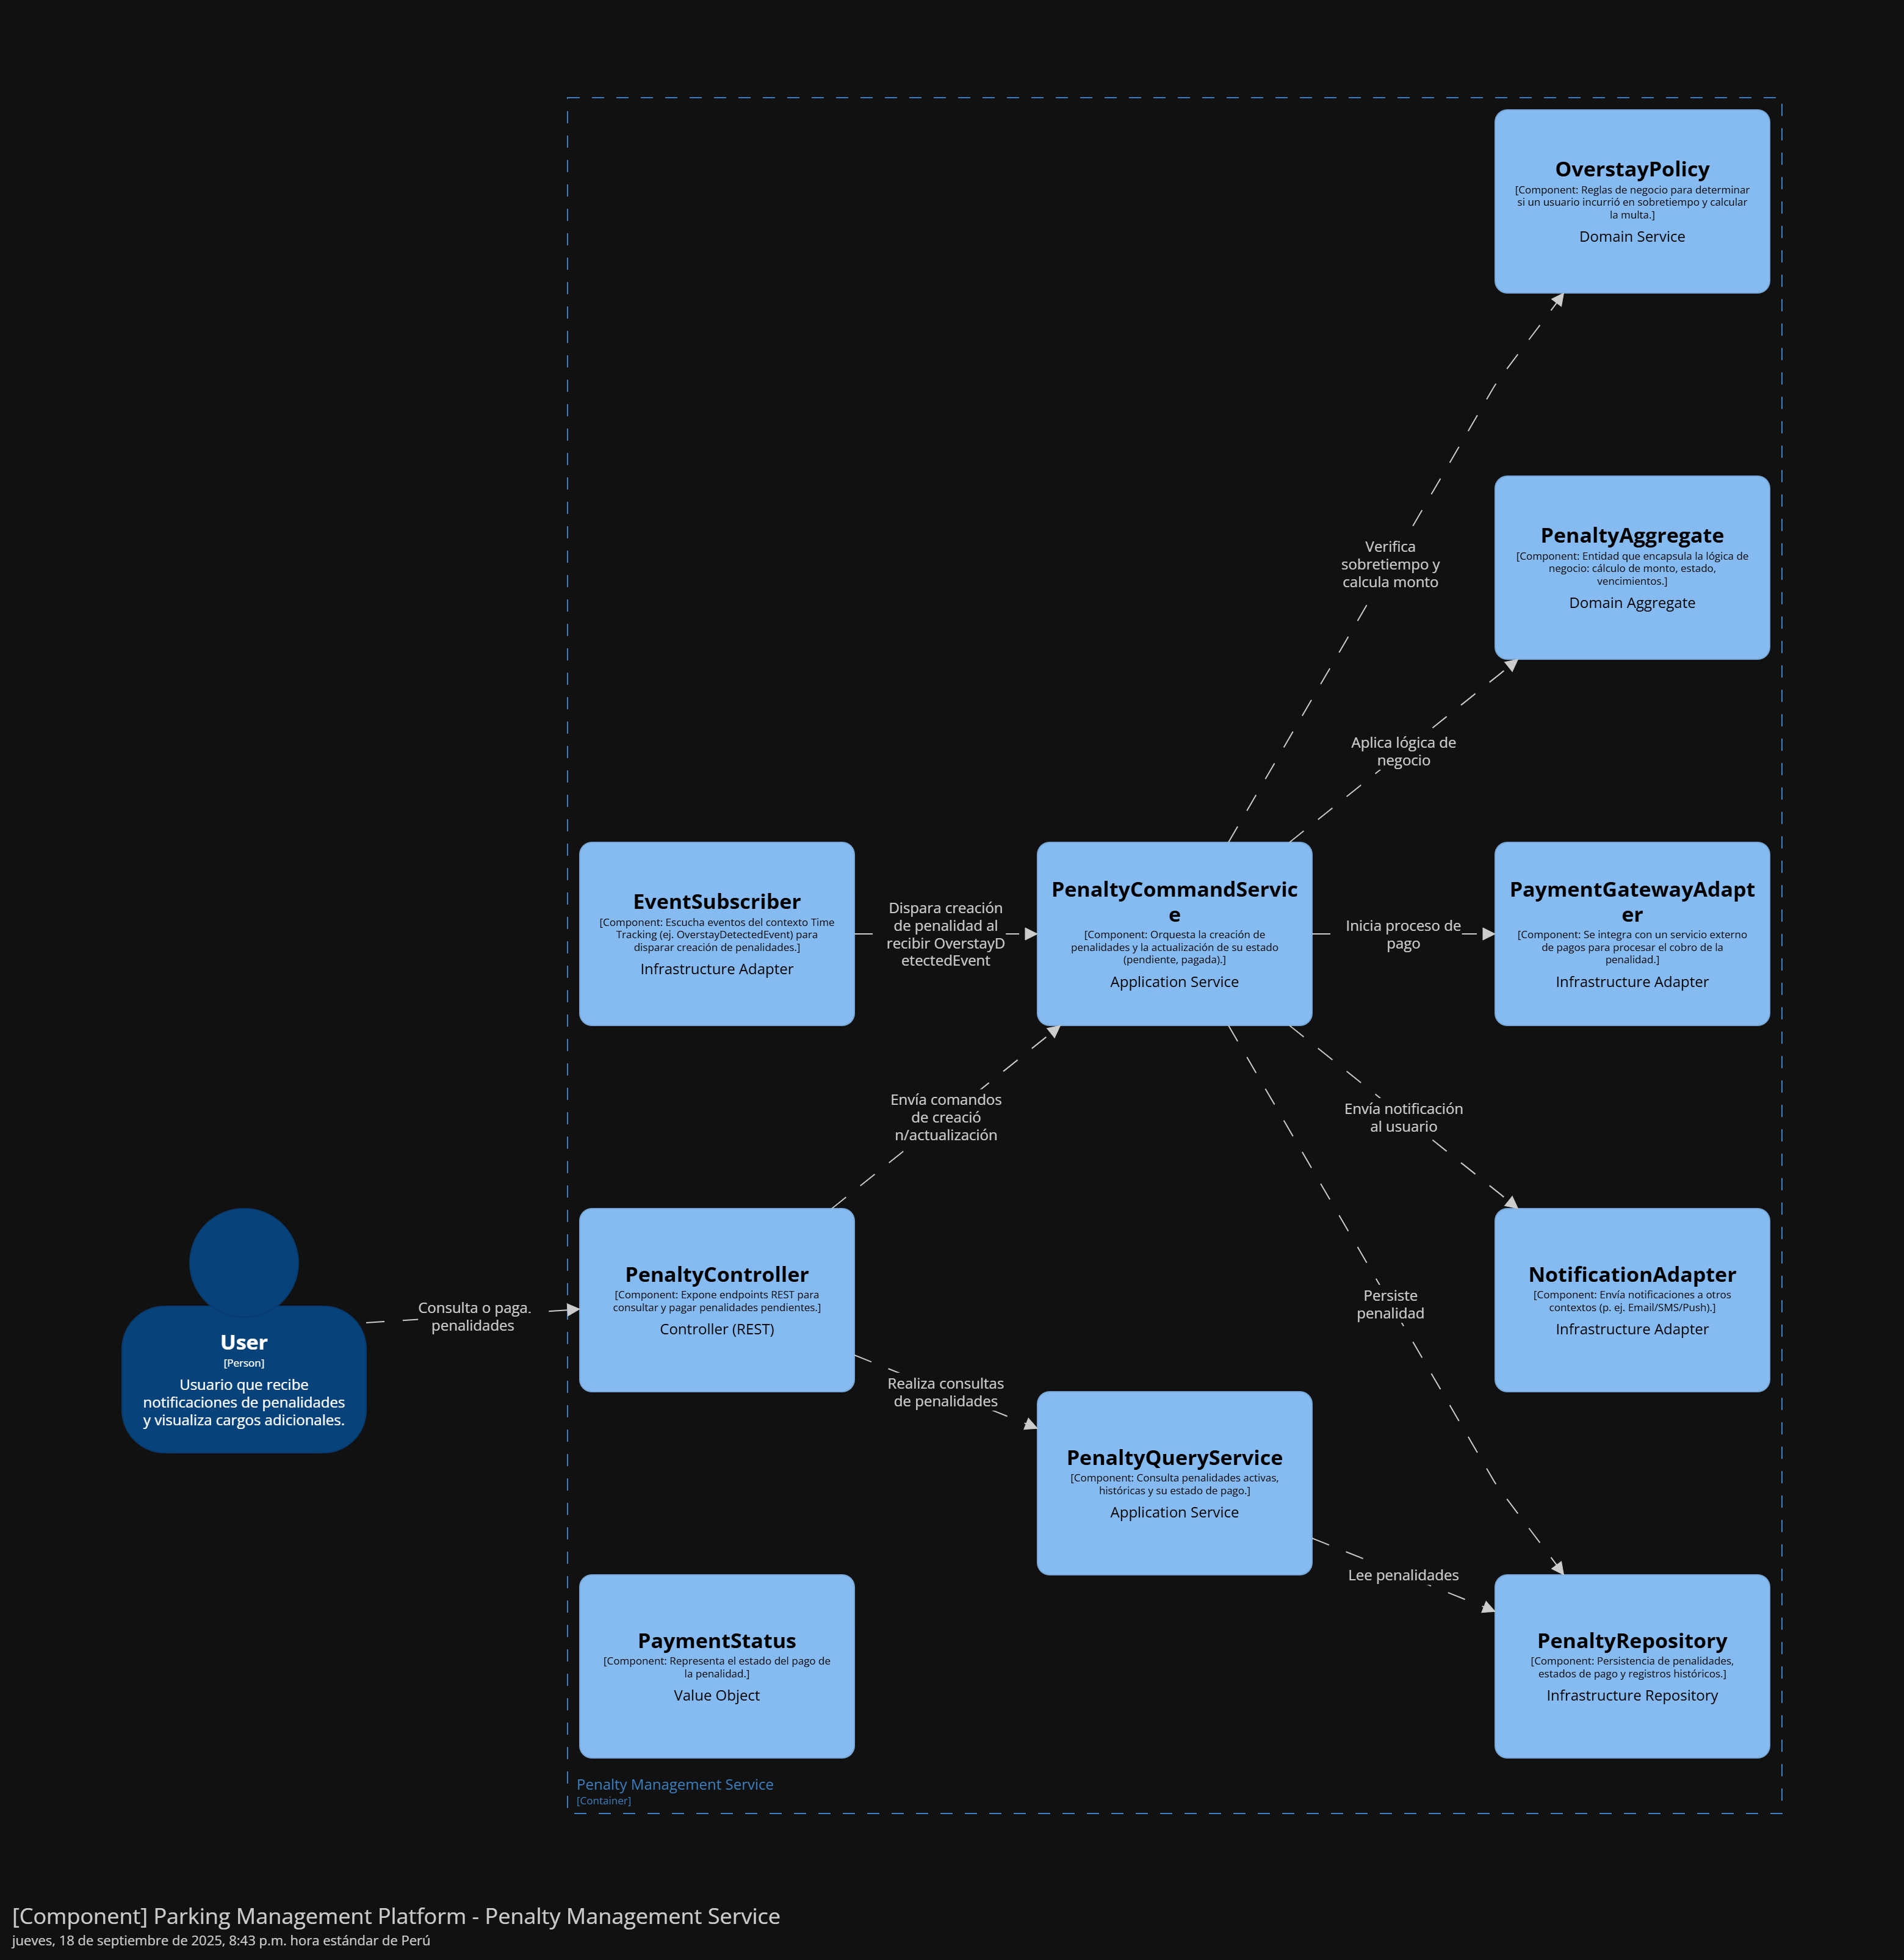 OverstayPolicy
[Component: Reglas de negocio para determinar
si un usuario incurrió en sobretiempo y calcular
la multa.]
Domain Service
Verifica
sobretiempo y
calcula monto
PenaltyAggregate
[Component: Entidad que encapsula la lógica de
negocio: cálculo de monto, estado,
vencimientos.]
Domain Aggregate
Aplica lógica de
negocio
EventSubscriber
[Component: Escucha eventos del contexto Time
Tracking (ej. OverstayDetectedEvent) para
disparar creación de penalidades.]
Infrastructure Adapter
Dispara creación
de penalidad al
recibir OverstayD
etectedEvent
PenaltyCommandServic
e
[Component: Orquesta la creación de
penalidades y la actualización de su estado
(pendiente, pagada).]
Application Service
Inicia proceso de
pago
PaymentGatewayAdapt
er
[Component: Se integra con un servicio externo
de pagos para procesar el cobro de la
penalidad.]
Infrastructure Adapter
Envía comandos
de creació
n/actualización
Envía notificación
al usuario
User
[Person]
Usuario que recibe
notificaciones de penalidades
y visualiza cargos adicionales.
Consulta o paga.
penalidades
PenaltyController
[Component: Expone endpoints REST para
consultar y pagar penalidades pendientes.]
Controller (REST)
Persiste
penalidad
NotificationAdapter
[Component: Envía notificaciones a otros
contextos (p. ej. Email/SMS/Push).]
Infrastructure Adapter
Realiza consultas
de penalidades
PenaltyQueryService
[Component: Consulta penalidades activas,
históricas y su estado de pago.]
Application Service
Lee penalidades
PaymentStatus
[Component: Representa el estado del pago de
la penalidad.]
Value Object
PenaltyRepository
[Component: Persistencia de penalidades,
estados de pago y registros históricos.]
Infrastructure Repository
Penalty Management Service
[Container]
[Component] Parking Management Platform - Penalty Management Service
jueves, 18 de septiembre de 2025, 8:43 p.m. hora estándar de Perú